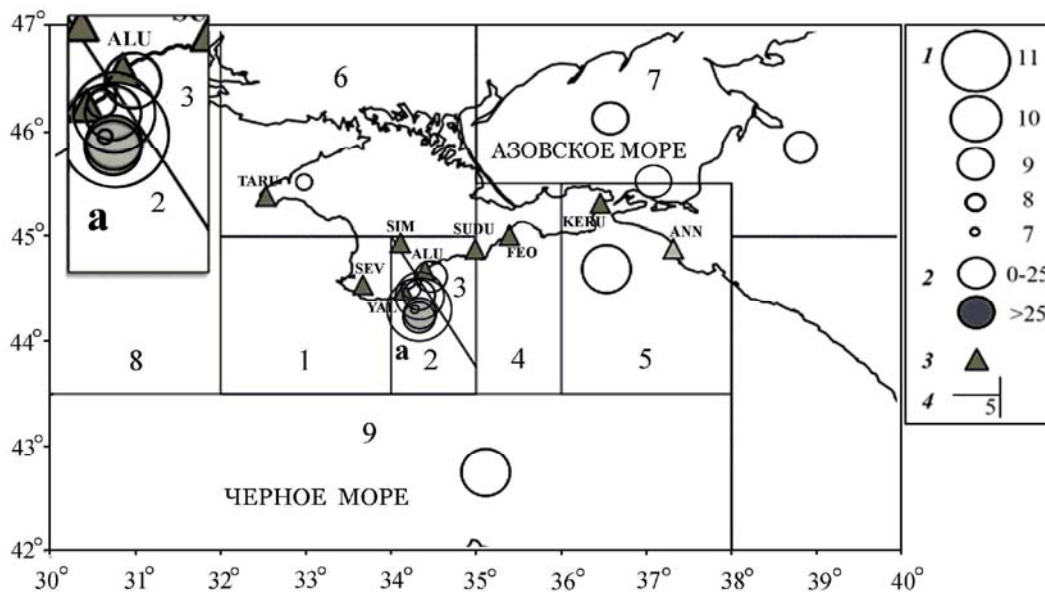 47°
46°
45°
44°
43°
42°
30° 31° 32° 33° 34° 35° 36° 37° 38° 39° 40°
ALU
3
2
a
6
7
АЗОВСКОЕ МОРЕ
TARU
SIM
ALU
SUDU
FEO
KERU
ANN
SEV
YAL
3
a
8
1
2
4
5
9
ЧЕРНОЕ МОРЕ
1 11
10
9
8
7
2 0-25
>25
3
4 5